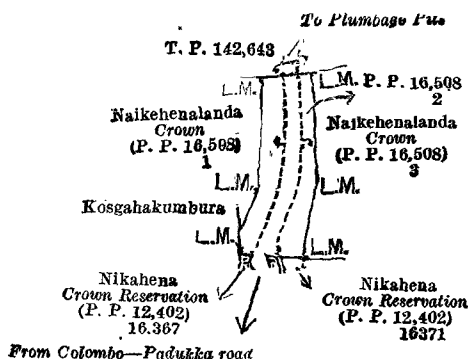 To Plumbago Pits
T. P. 142,643
L.M.
L.M. P. P. 16,508
2
Naikehenalanda
Crown
(P. P. 16,508)
1
Naikehenalanda
Crown
(P. P. 16,508)
3
L.M.
L.M.
Kosgahakumbura
L.M.
L.M.
Nikahena
Crown Reservation
(P. P. 12,402)
16.367
Nikahena
Crown Reservation
(P. P. 12,402)
16371
From Colombo—Padukka road